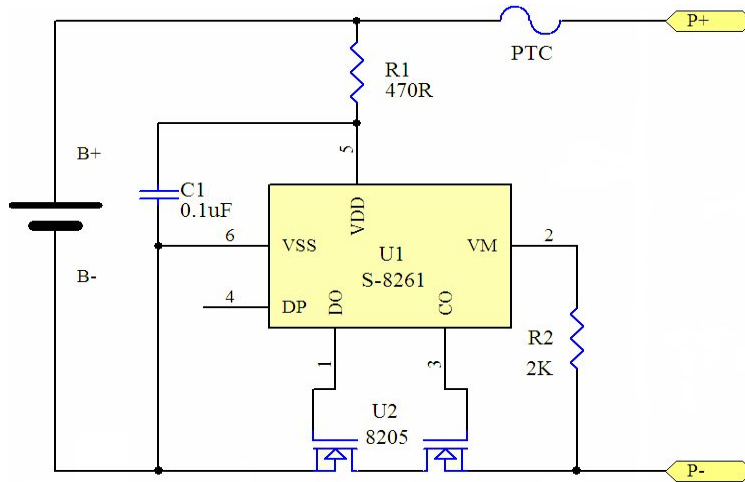 P+
PTC
R1
470R
5
B+
C1
0.1uF
VDD
6
VSS
U1
S-8261
VM
2
B-
4
DP
DO
CO
R2
2K
1
3
U2
8205
P-